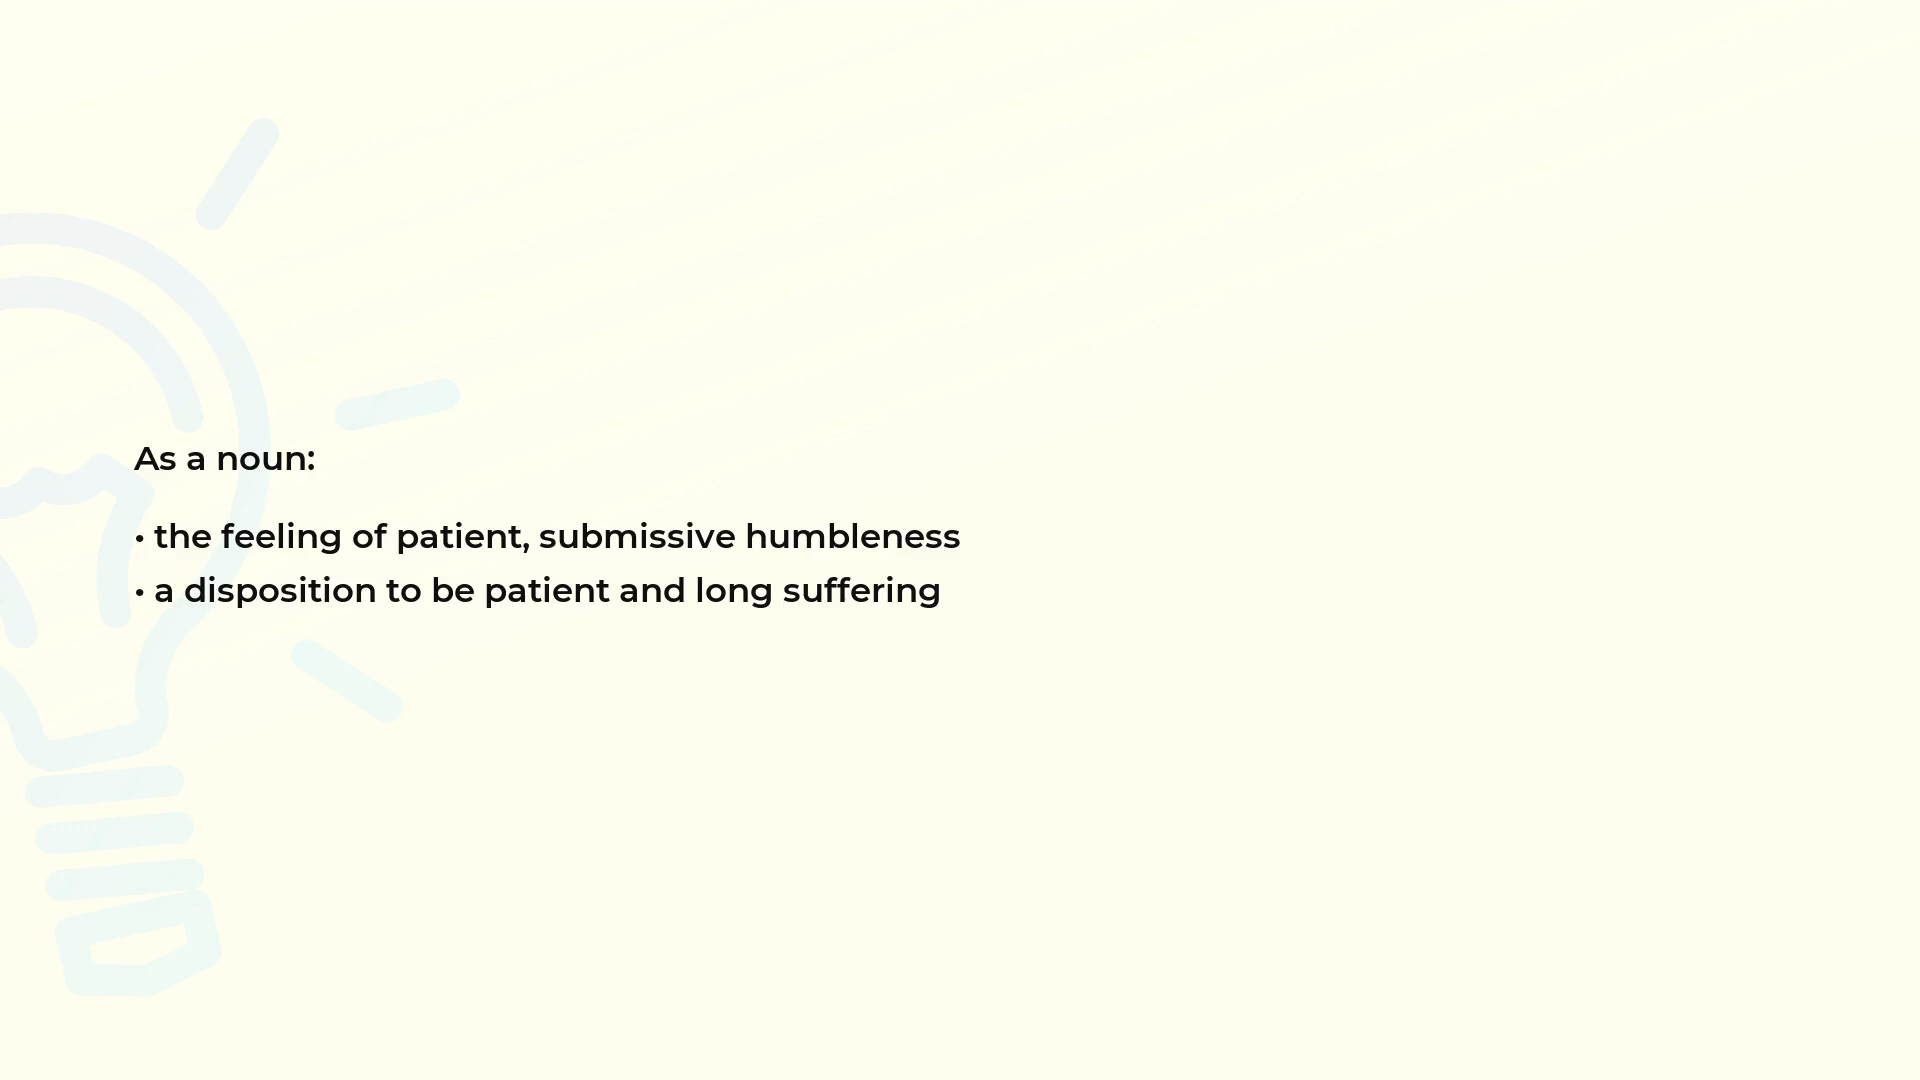 As a noun:
• the feeling of patient, submissive humbleness
• a disposition to be patient and long suffering